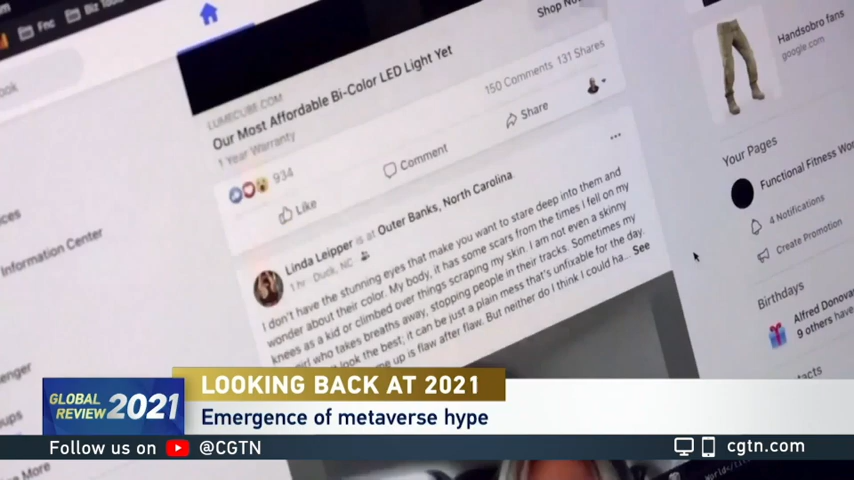 Fnc
Biz Tools
Shop No
LUMECUBE.COM
Our Most Affordable Bi-Color LED Light Yet
1 Year Warranty
934
150 Comments 131 Shares
Like
Comment
Share
Linda Leipper is at Outer Banks, North Carolina
1 hr · Duck, NC
I don't have the stunning eyes that make you want to stare deep into them and
wonder about their color. My body, it has some scars from the times I fell on my
knees as a kid or climbed over things scraping my skin. I am not even a skinny
girl who takes breaths away, stopping people in their tracks. Sometimes my
look the best; it can be just a plain mess that's unfixable for the day.
up is flaw after flaw. But neither do I think I could ha... See
Information Center
More
Handsobro fans
google.com
Your Pages
Functional Fitness Wor
4 Notifications
Create Promotion
Birthdays
Alfred Donova
9 others have
GLOBAL
REVIEW 2021
LOOKING BACK AT 2021
Emergence of metaverse hype
Follow us on @CGTN
cgtn.com